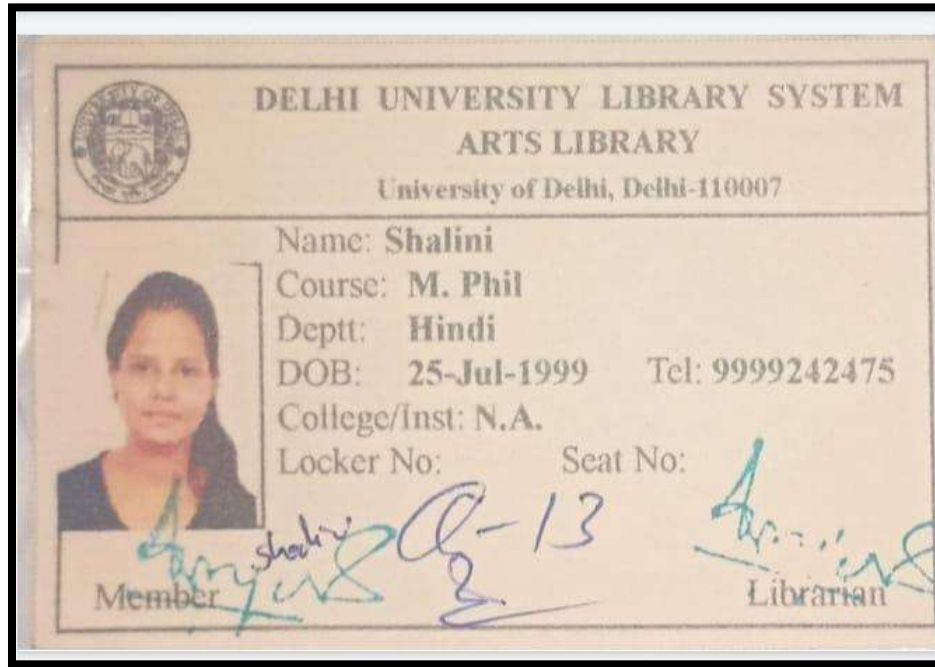 DELHI UNIVERSITY LIBRARY SYSTEM
ARTS LIBRARY
University of Delhi, Delhi-110007
Name: Shalini
Course: M. Phil
Deptt: Hindi
DOB: 25-Jul-1999 Tel: 9999242475
College/Inst: N.A.
Locker No: Seat No:
Shalini
Member Librarian